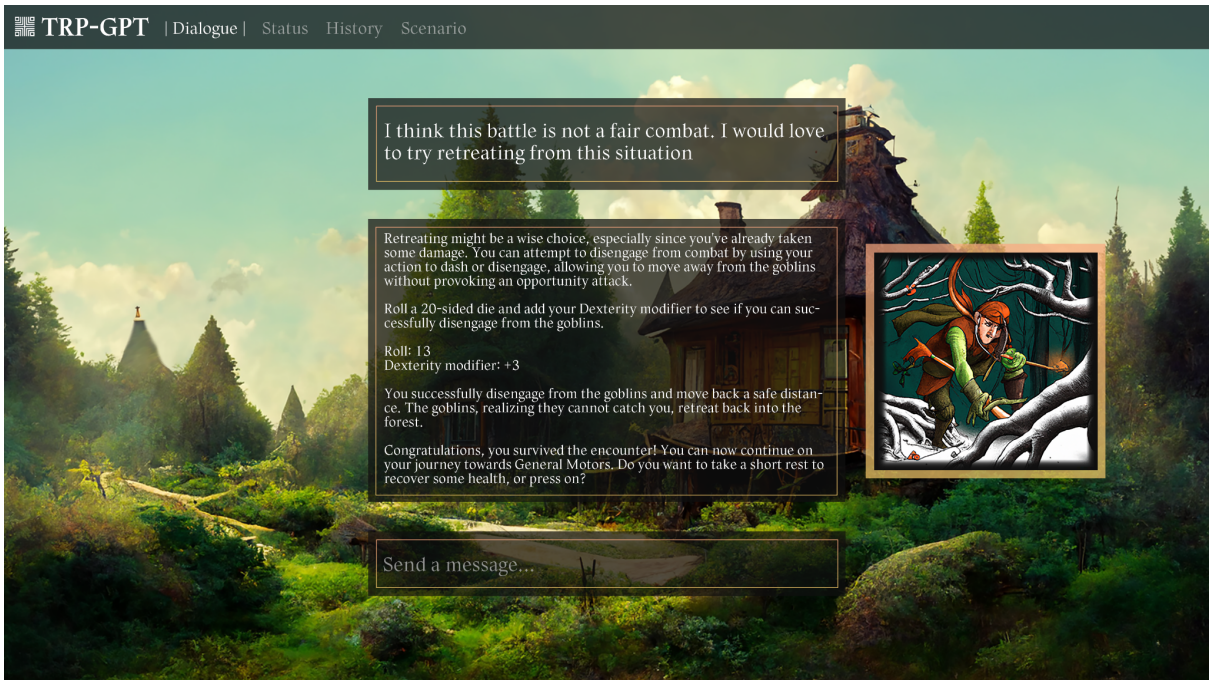 TRP-GPT | Dialogue | Status History Scenario
I think this battle is not a fair combat. I would love
to try retreating from this situation
Retreating might be a wise choice, especially since you've already taken
some damage. You can attempt to disengage from combat by using your
action to dash or disengage, allowing you to move away from the goblins
without provoking an opportunity attack.
Roll a 20-sided die and add your Dexterity modifier to see if you can suc-
cessfully disengage from the goblins.
Roll: 13
Dexterity modifier: +3
You successfully disengage from the goblins and move back a safe distan-
ce. The goblins, realizing they cannot catch you, retreat back into the
forest.
Congratulations, you survived the encounter! You can now continue on
your journey towards General Motors. Do you want to take a short rest to
recover some health, or press on?
Send a message...